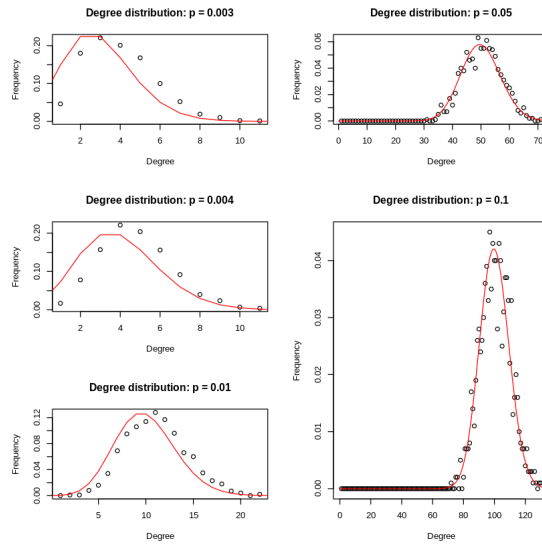 Degree distribution: p = 0.003
Frequency
0.00 0.10 0.20
2 4 6 8 10
Degree
Degree distribution: p = 0.004
Frequency
0.00 0.10 0.20
2 4 6 8 10
Degree
Degree distribution: p = 0.01
Frequency
0.00 0.04 0.08 0.12
5 10 15 20
Degree
Degree distribution: p = 0.05
Frequency
0.00 0.02 0.04 0.06
0 10 20 30 40 50 60 70
Degree
Degree distribution: p = 0.1
Frequency
0.00 0.01 0.02 0.03 0.04
0 20 40 60 80 100 120
Degree